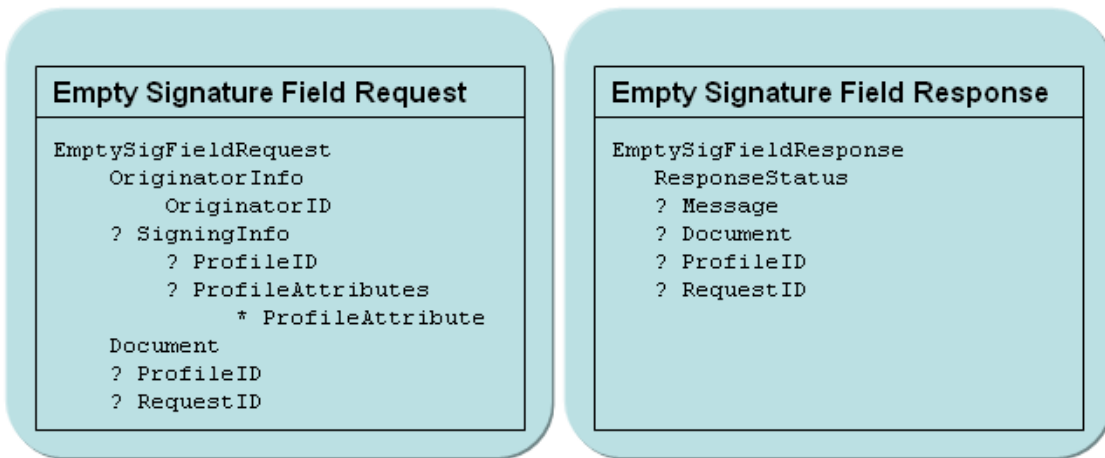 Empty Signature Field Request
EmptySigFieldRequest
OriginatorInfo
OriginatorID
? SigningInfo
? ProfileID
? ProfileAttributes
* ProfileAttribute
Document
? ProfileID
? RequestID
Empty Signature Field Response
EmptySigFieldResponse
ResponseStatus
? Message
? Document
? ProfileID
? RequestID